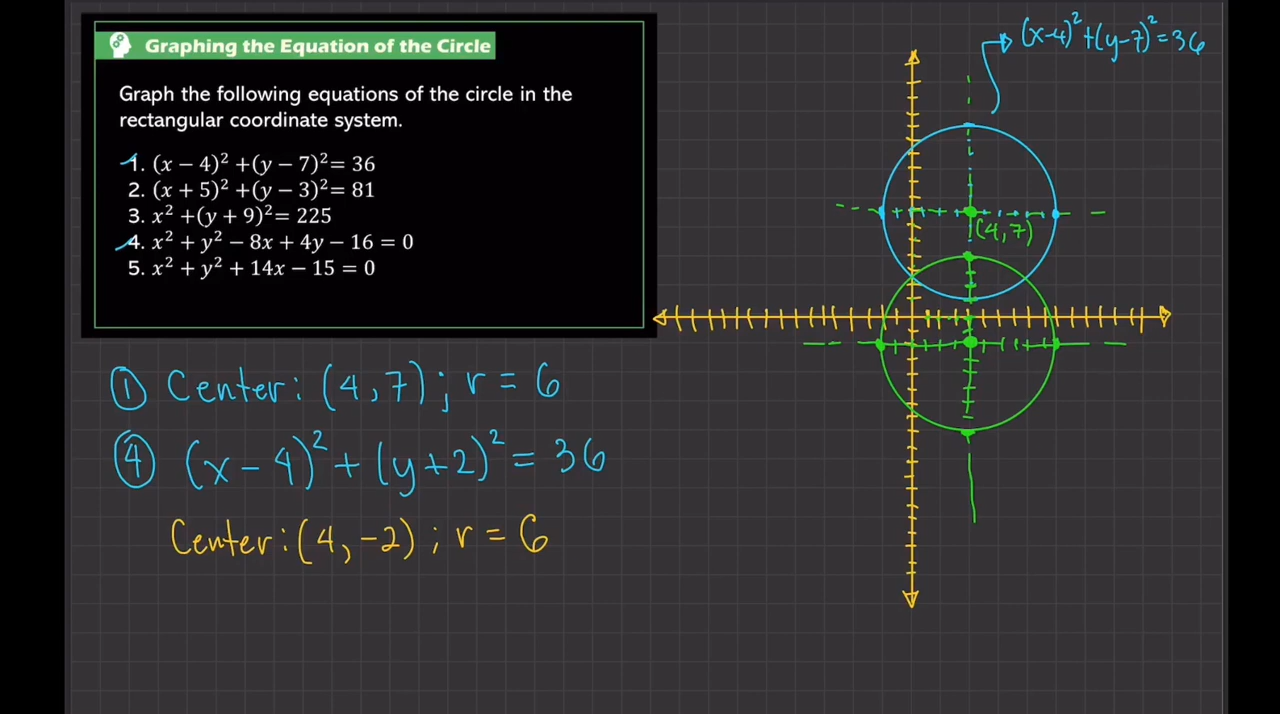 Graphing the Equation of the Circle
Graph the following equations of the circle in the
rectangular coordinate system.
1. (x − 4)² +(y − 7)²= 36
2. (x + 5)² +(y − 3)²= 81
3. x² +(y + 9)²= 225
4. x² + y² − 8x + 4y − 16 = 0
5. x² + y² + 14x − 15 = 0
(x-4)²+(y-7)²=36
(4,7)
① Center: (4,7); r = 6
④ (x-4)² + (y+2)² = 36
Center: (4,-2); r = 6